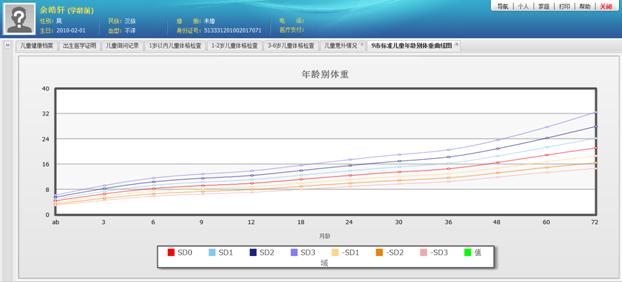 余皓轩 (学龄前)
性别: 男 民族: 汉族 婚 姻: 未婚 电 话:
生日: 2010-02-01 血型: 不详 身份证号: 513331201002017071 医疗支付:
导航 | 个人 | 家庭 | 打印 | 帮助 | 关闭
儿童健康档案 出生医学证明 儿童询问记录 1岁以内儿童体格检查 1-2岁儿童体格检查 3-6岁儿童体格检查 儿童意外情况 9市标准儿童年龄别体重曲线图
年龄别体重
40
32
24
16
8
0
ab 3 6 9 12 18 24 30 36 48 60 72
月龄
SD0 SD1 SD2 SD3 -SD1 -SD2 -SD3 值
域